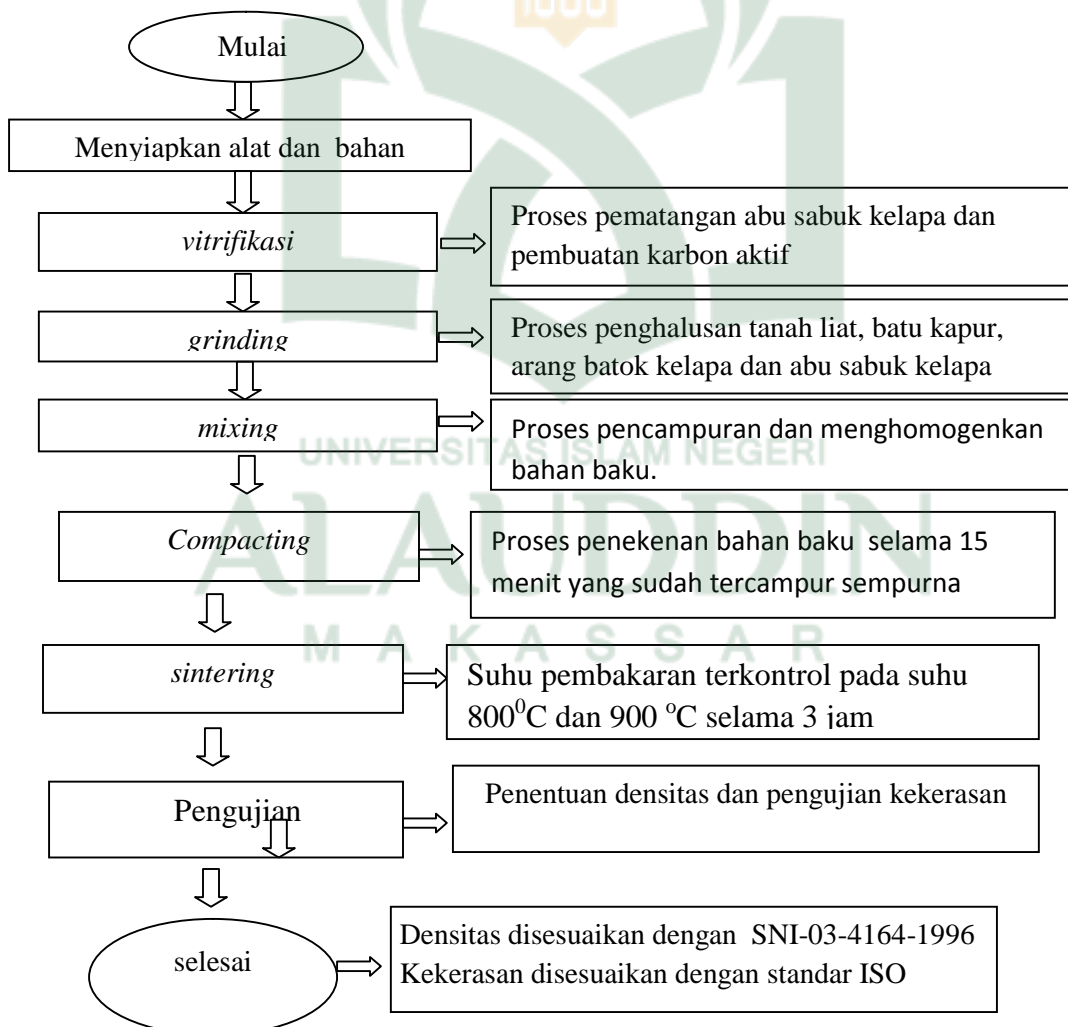 Mulai
Menyiapkan alat dan bahan
vitrifikasi
Proses pematangan abu sabuk kelapa dan
pembuatan karbon aktif
grinding
Proses penghalusan tanah liat, batu kapur,
arang batok kelapa dan abu sabuk kelapa
mixing
Proses pencampuran dan menghomogenkan
bahan baku.
UNIVERSITAS ISLAM NEGERI
ALAUDDIN
Compacting
Proses penekenan bahan baku selama 15
menit yang sudah tercampur sempurna
MAKASSAR
sintering
Suhu pembakaran terkontrol pada suhu
800⁰C dan 900 ⁰C selama 3 jam
Pengujian
Penentuan densitas dan pengujian kekerasan
selesai
Densitas disesuaikan dengan SNI-03-4164-1996
Kekerasan disesuaikan dengan standar ISO